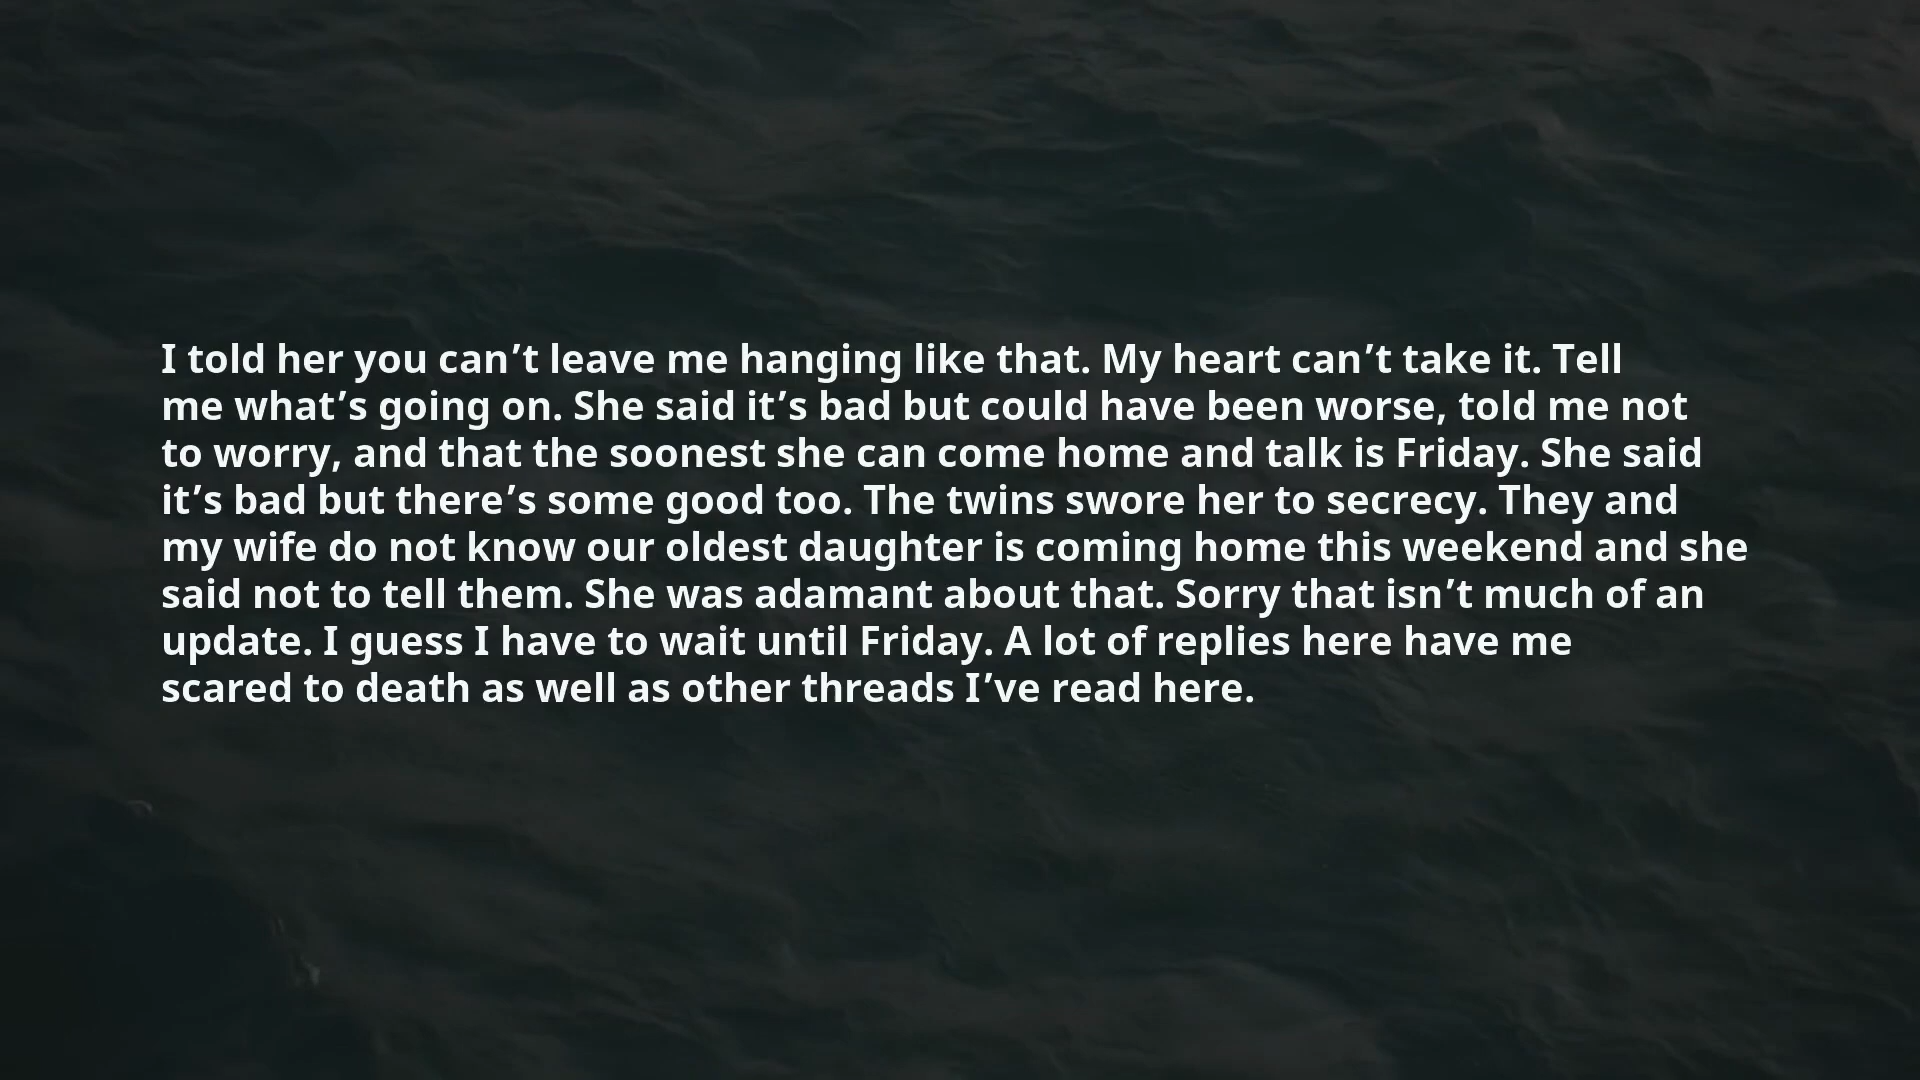 I told her you can’t leave me hanging like that. My heart can’t take it. Tell
me what’s going on. She said it’s bad but could have been worse, told me not
to worry, and that the soonest she can come home and talk is Friday. She said
it’s bad but there’s some good too. The twins swore her to secrecy. They and
my wife do not know our oldest daughter is coming home this weekend and she
said not to tell them. She was adamant about that. Sorry that isn’t much of an
update. I guess I have to wait until Friday. A lot of replies here have me
scared to death as well as other threads I’ve read here.